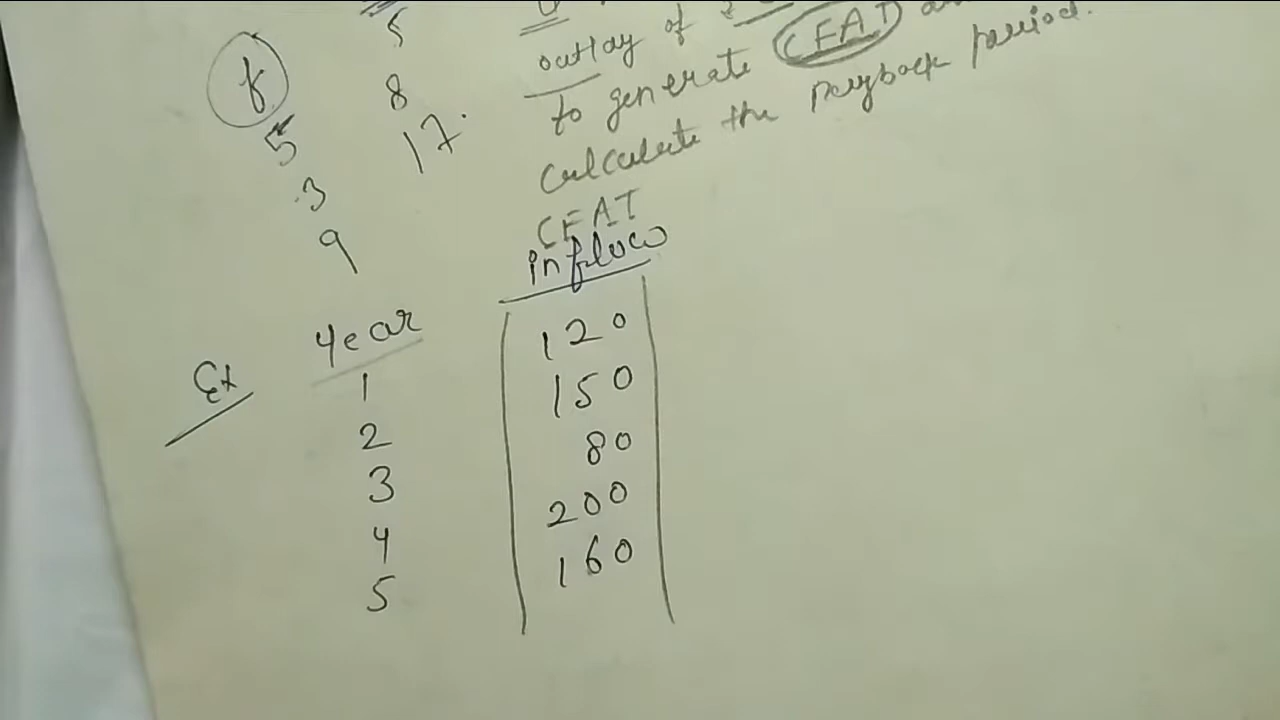 5
outlay of ₹
f
8
to generate CFAT
5
17.
calculate the payback period.
3
CFAT
9
inflow
Ex
Year
1
120
2
150
3
80
4
200
5
160